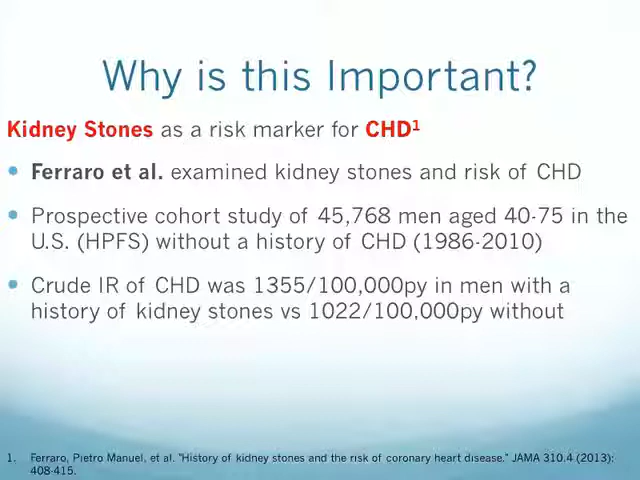 Why is this Important?
Kidney Stones as a risk marker for CHD¹
• Ferraro et al. examined kidney stones and risk of CHD
• Prospective cohort study of 45,768 men aged 40-75 in the
U.S. (HPFS) without a history of CHD (1986-2010)
• Crude IR of CHD was 1355/100,000py in men with a
history of kidney stones vs 1022/100,000py without
1. Ferraro, Pietro Manuel, et al. "History of kidney stones and the risk of coronary heart disease." JAMA 310.4 (2013):
408-415.